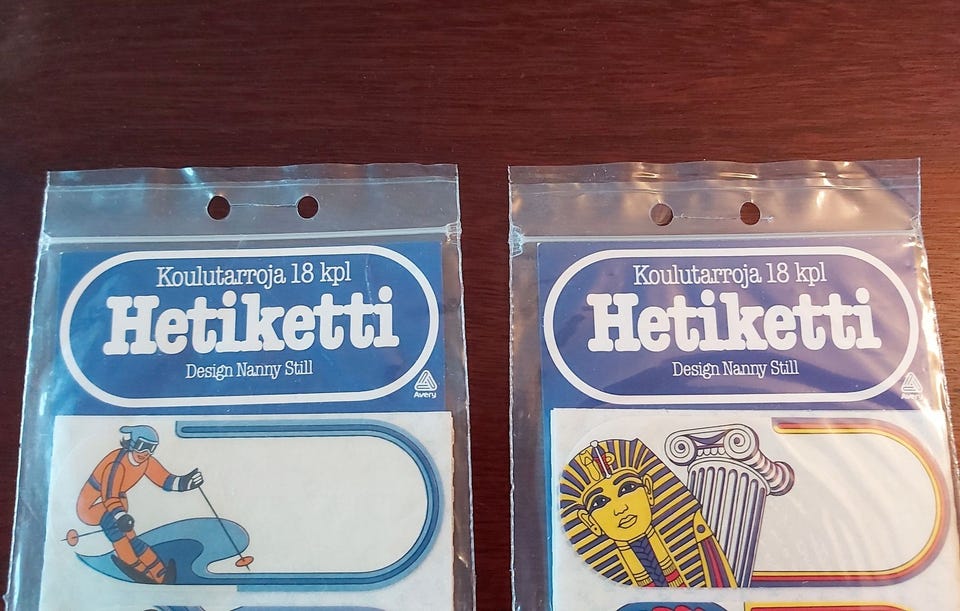 Koulutarroja 18 kpl
Hetiketti
Design Nanny Still
Avery
Koulutarroja 18 kpl
Hetiketti
Design Nanny Still
Avery